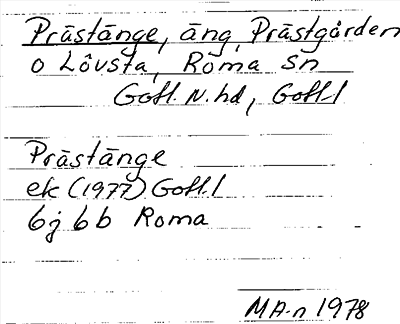 Prästänge, äng, Prästgården
o Lövsta, Roma sn
Gotl. N. hd, Gotl. l
Prästänge
ek (1977) Gotl. l
6j 6b Roma
MA-n 1978